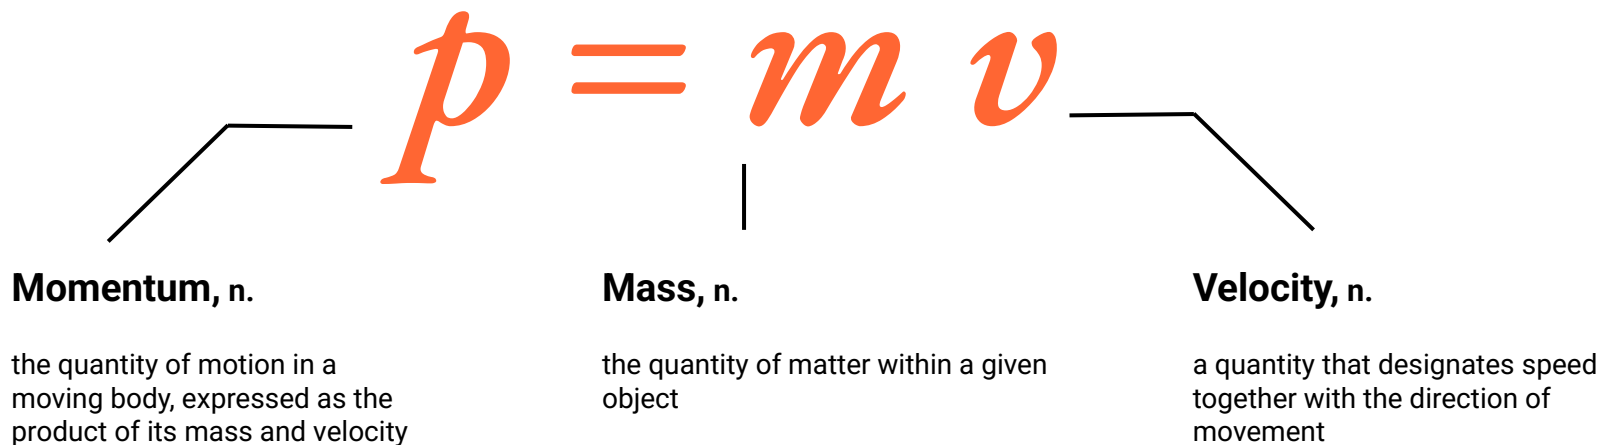 p = m v
Momentum, n.
the quantity of motion in a
moving body, expressed as the
product of its mass and velocity
Mass, n.
the quantity of matter within a given
object
Velocity, n.
a quantity that designates speed
together with the direction of
movement